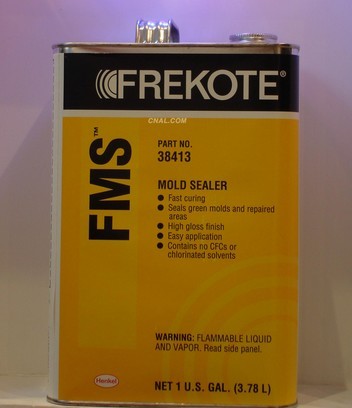 FREKOTE®
CNAL.COM
FMS™
PART NO.
38413
MOLD SEALER
● Fast curing
● Seals green molds and repaired
areas
● High gloss finish
● Easy application
● Contains no CFCs or
chlorinated solvents
WARNING: FLAMMABLE LIQUID
AND VAPOR. Read side panel.
Henkel
NET 1 U.S. GAL. (3.78 L)